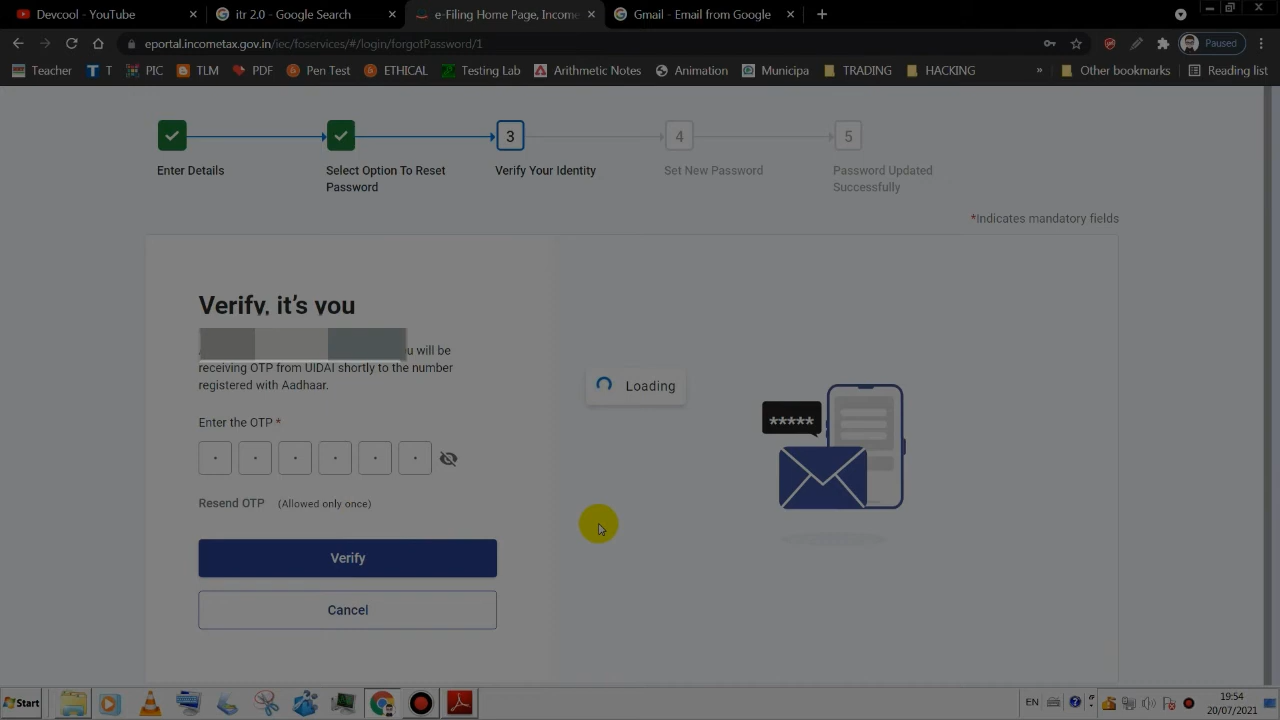 Devcool - YouTube
itr 2.0 - Google Search
e-Filing Home Page, Income
Gmail - Email from Google
eportal.incometax.gov.in/iec/foservices/#/login/forgotPassword/1
Paused
Teacher
T
PIC
TLM
PDF
Pen Test
ETHICAL
Testing Lab
Arithmetic Notes
Animation
Municipa
TRADING
HACKING
»
Other bookmarks
Reading list
3
4
5
Enter Details
Select Option To Reset
Password
Verify Your Identity
Set New Password
Password Updated
Successfully
*Indicates mandatory fields
Verify, it's you
u will be
receiving OTP from UIDAI shortly to the number
registered with Aadhaar.
Loading
*****
Enter the OTP *
Resend OTP (Allowed only once)
Verify
Cancel
Start
EN
19:54
20/07/2021